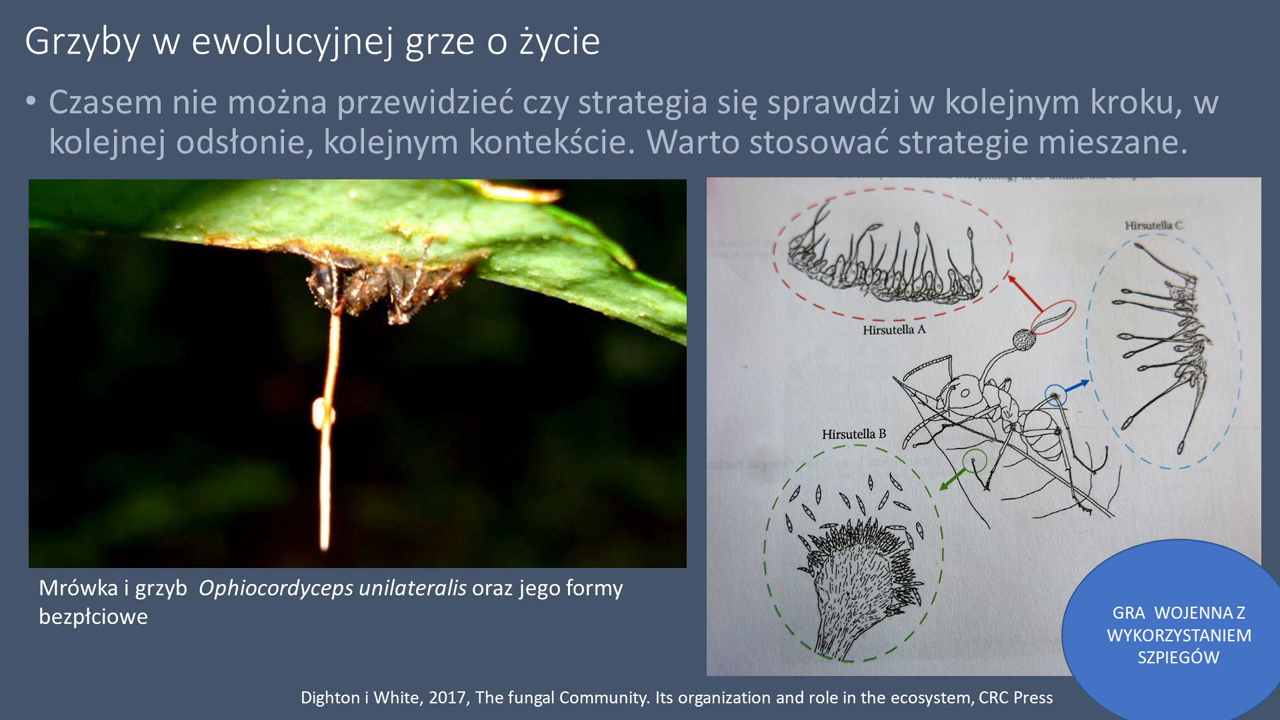 Grzyby w ewolucyjnej grze o życie
• Czasem nie można przewidzieć czy strategia się sprawdzi w kolejnym kroku, w
kolejnej odsłonie, kolejnym kontekście. Warto stosować strategie mieszane.
Hirsutella C
Hirsutella A
Hirsutella B
Mrówka i grzyb Ophiocordyceps unilateralis oraz jego formy
bezpłciowe
GRA WOJENNA Z
WYKORZYSTANIEM
SZPIEGÓW
Dighton i White, 2017, The fungal Community. Its organization and role in the ecosystem, CRC Press